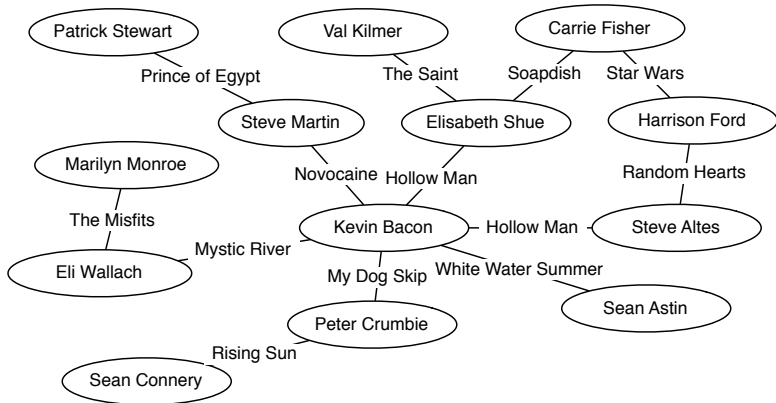 Patrick Stewart
Val Kilmer
Carrie Fisher
Prince of Egypt
The Saint
Soapdish
Star Wars
Steve Martin
Elisabeth Shue
Harrison Ford
Marilyn Monroe
Novocaine
Hollow Man
Random Hearts
The Misfits
Kevin Bacon
Hollow Man
Steve Altes
Mystic River
Eli Wallach
My Dog Skip
White Water Summer
Sean Astin
Peter Crumbie
Rising Sun
Sean Connery